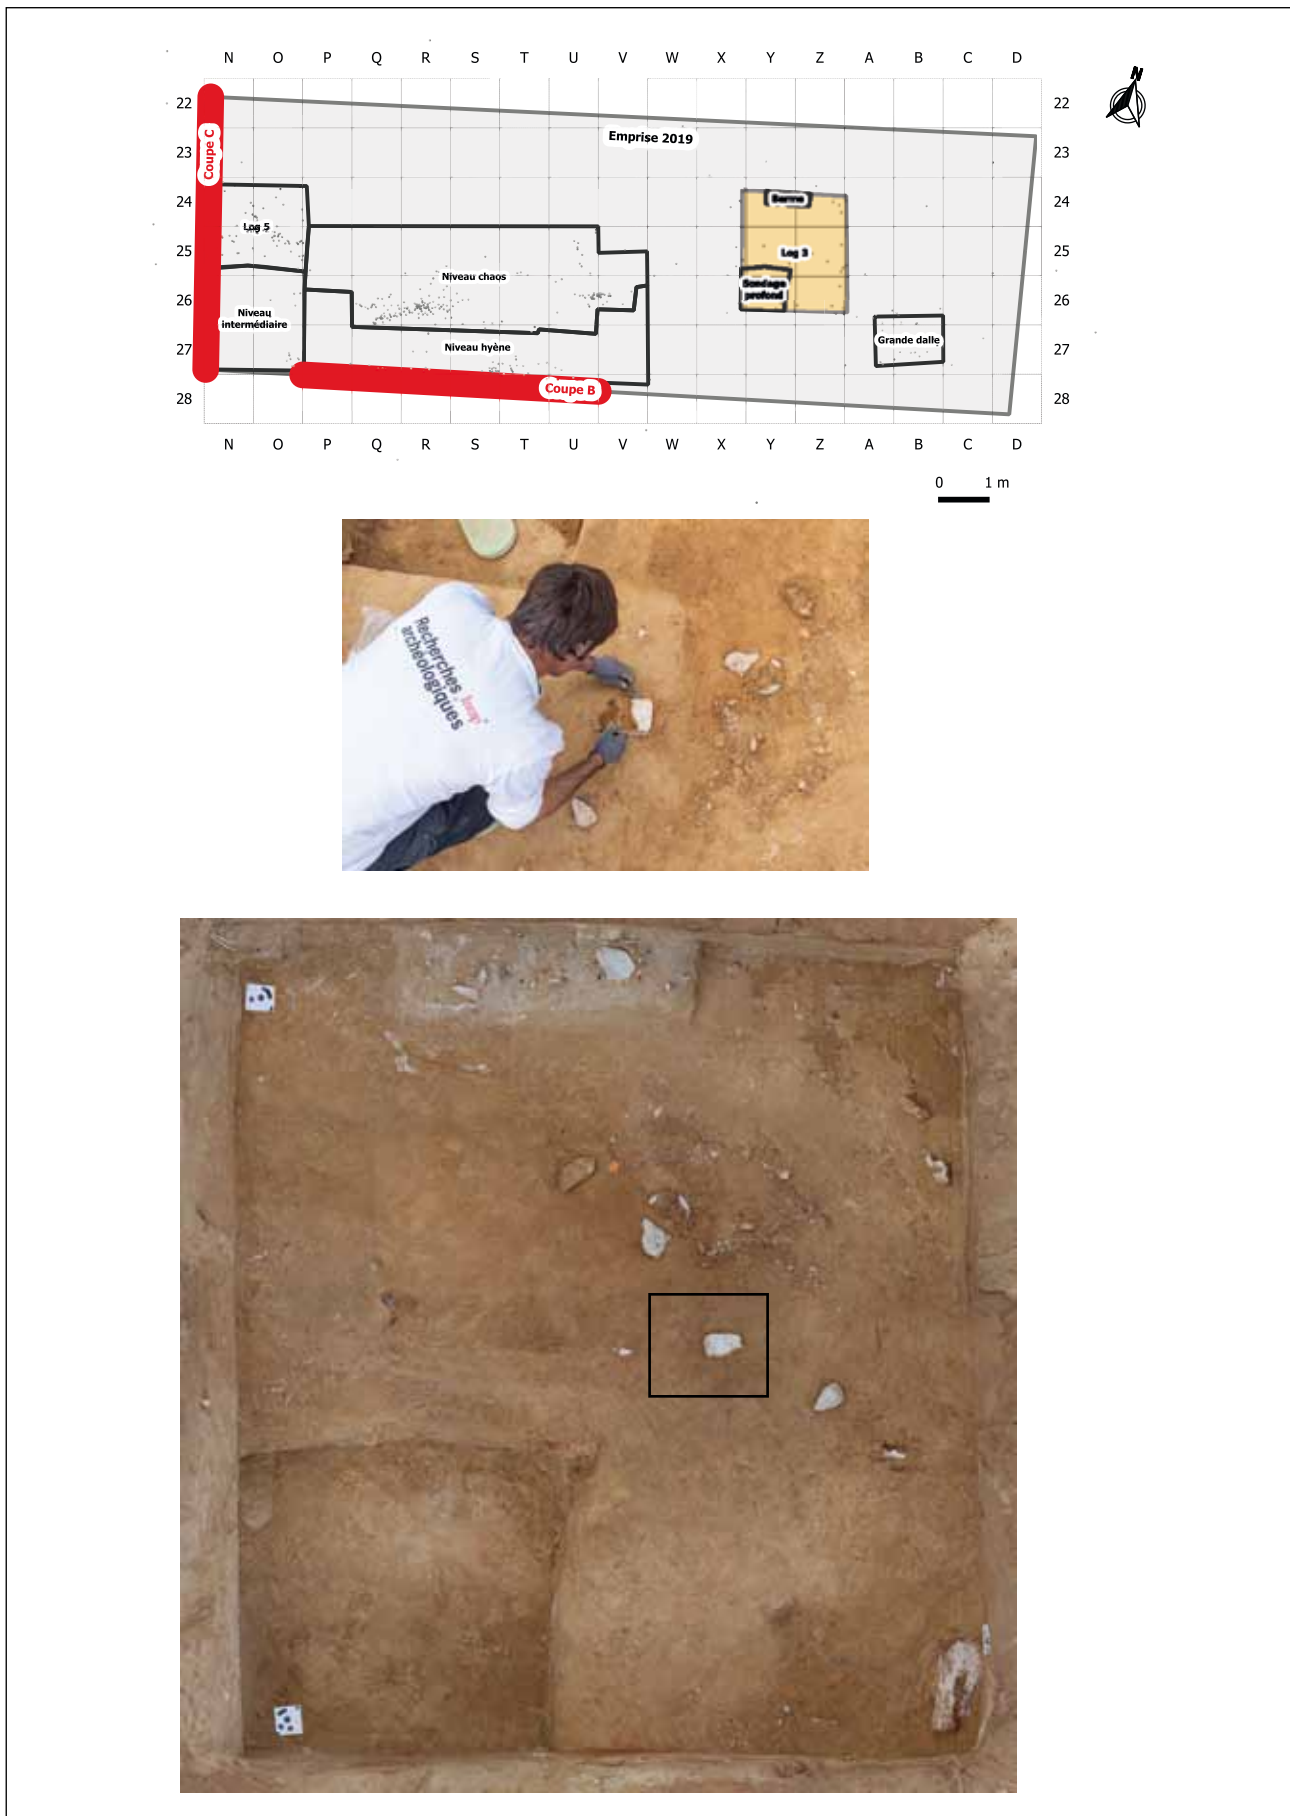 N O P Q R S T U V W X Y Z A B C D
22 22
23 23
24 24
25 25
26 26
27 27
28 28
Coupe C
Emprise 2019
Berme
Log 5
Log 3
Niveau chaos
Sondage
profond
Niveau
intermédiaire
Niveau hyène
Grande dalle
Coupe B
N O P Q R S T U V W X Y Z A B C D
N
0 1 m
Recherches
archéologiques
Inrap